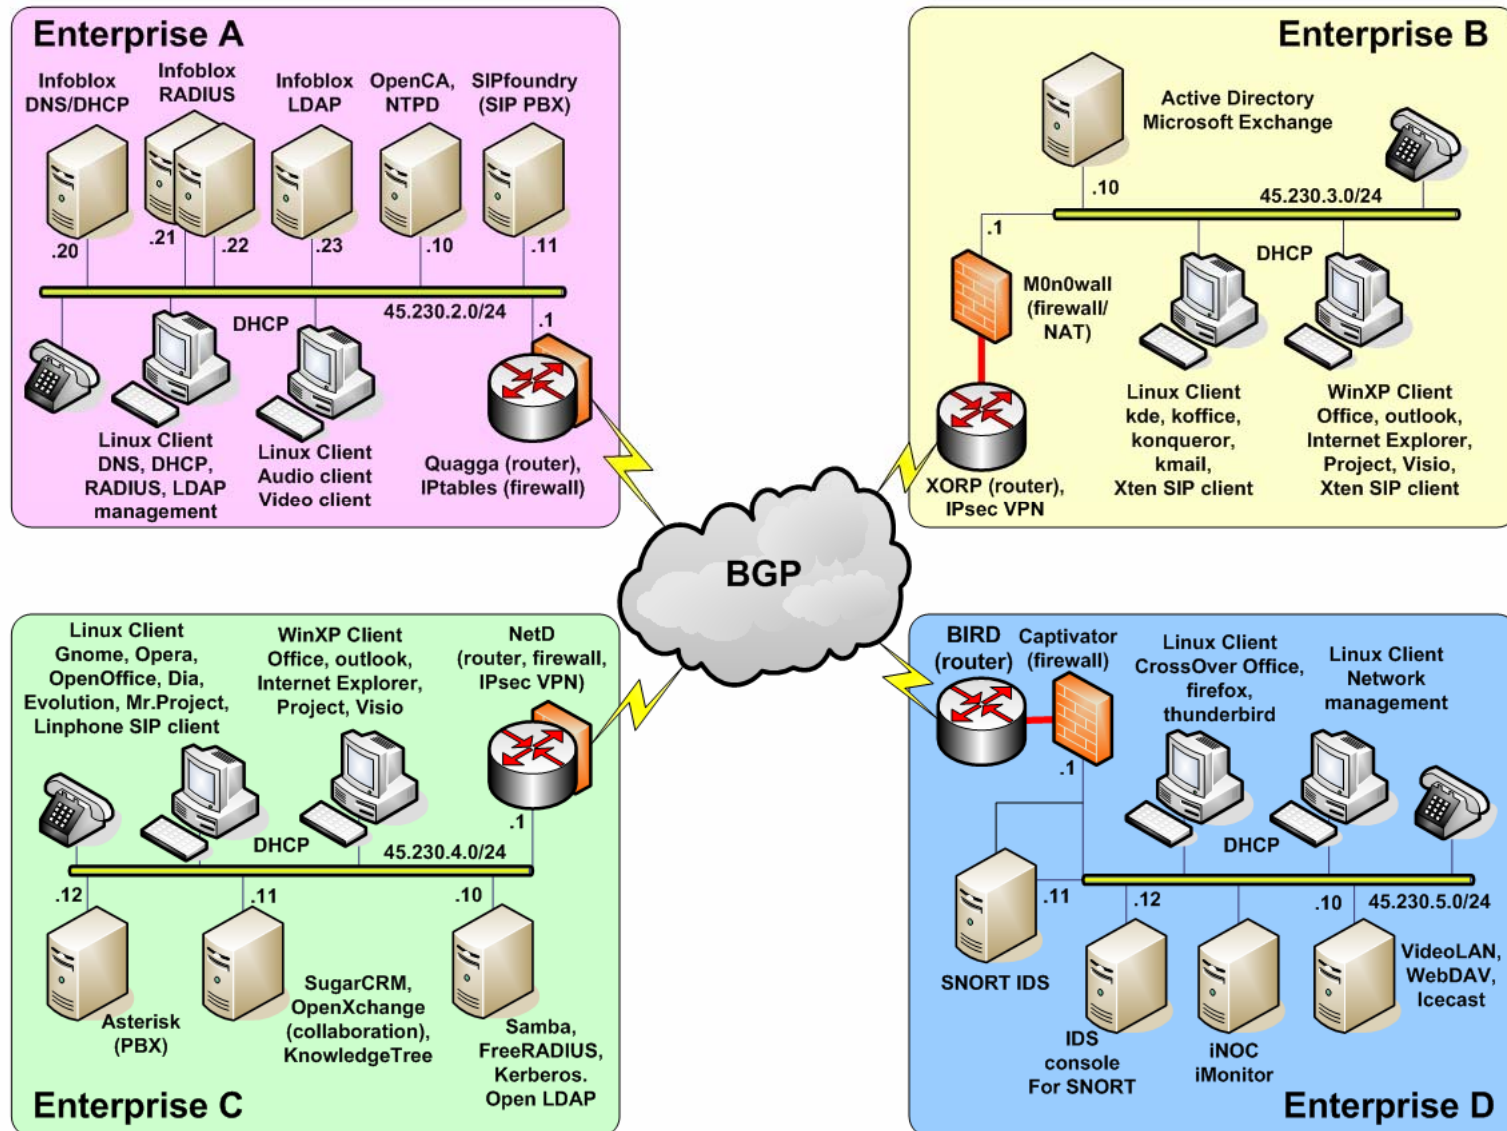 Enterprise A
Infoblox
DNS/DHCP
Infoblox
RADIUS
Infoblox
LDAP
OpenCA,
NTPD
SIPfoundry
(SIP PBX)
.20
.21
.22
.23
.10
.11
45.230.2.0/24
DHCP
.1
Linux Client
DNS, DHCP,
RADIUS, LDAP
management
Linux Client
Audio client
Video client
Quagga (router),
IPtables (firewall)
Enterprise B
Active Directory
Microsoft Exchange
.10
45.230.3.0/24
.1
DHCP
M0n0wall
(firewall/
NAT)
XORP (router),
IPsec VPN
Linux Client
kde, koffice,
konqueror,
kmail,
Xten SIP client
WinXP Client
Office, outlook,
Internet Explorer,
Project, Visio,
Xten SIP client
BGP
Linux Client
Gnome, Opera,
OpenOffice, Dia,
Evolution, Mr.Project,
Linphone SIP client
WinXP Client
Office, outlook,
Internet Explorer,
Project, Visio
NetD
(router, firewall,
IPsec VPN)
.1
DHCP
45.230.4.0/24
.12
.11
.10
Asterisk
(PBX)
SugarCRM,
OpenXchange
(collaboration),
KnowledgeTree
Samba,
FreeRADIUS,
Kerberos.
Open LDAP
Enterprise C
BIRD
(router)
Captivator
(firewall)
Linux Client
CrossOver Office,
firefox,
thunderbird
Linux Client
Network
management
.1
DHCP
.11
.12
.10
45.230.5.0/24
SNORT IDS
IDS
console
For SNORT
iNOC
iMonitor
VideoLAN,
WebDAV,
Icecast
Enterprise D